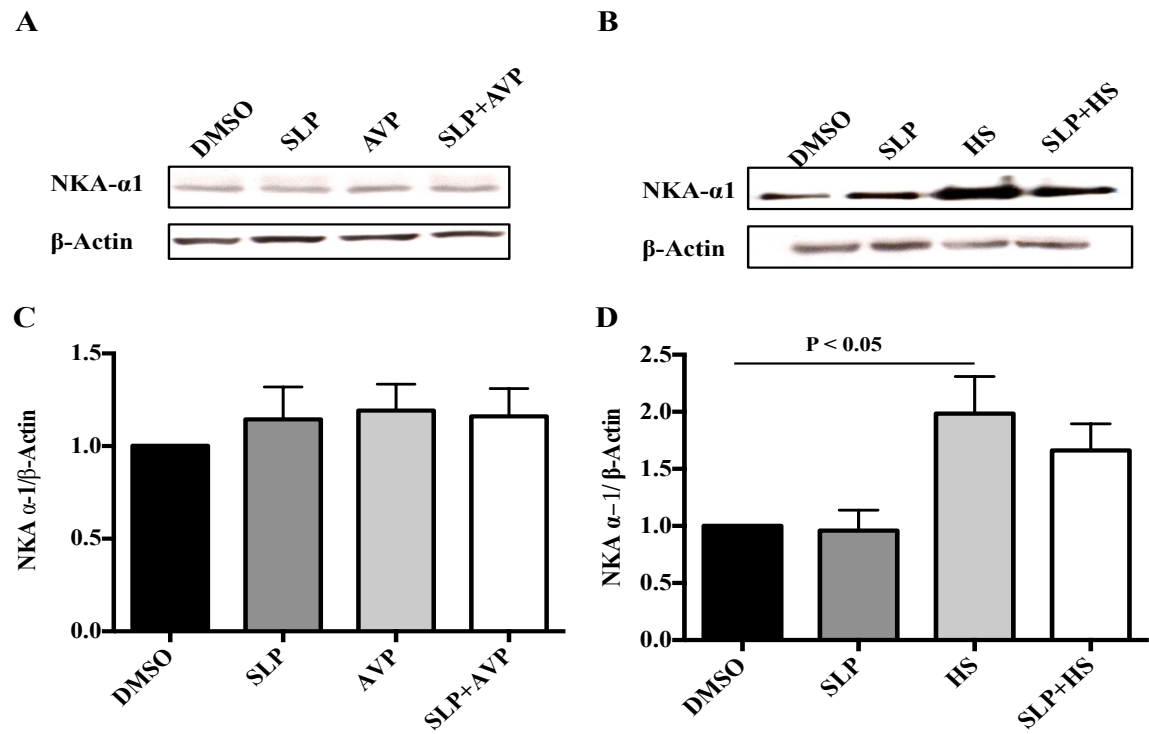 A
DMSO SLP AVP SLP+AVP
NKA-α1
β-Actin
B
DMSO SLP HS SLP+HS
NKA-α1
β-Actin
C
NKA α-1/β-Actin
1.5
1.0
0.5
0.0
DMSO SLP AVP SLP+AVP
D
P < 0.05
NKA α−1/ β-Actin
2.5
2.0
1.5
1.0
0.5
0.0
DMSO SLP HS SLP+HS